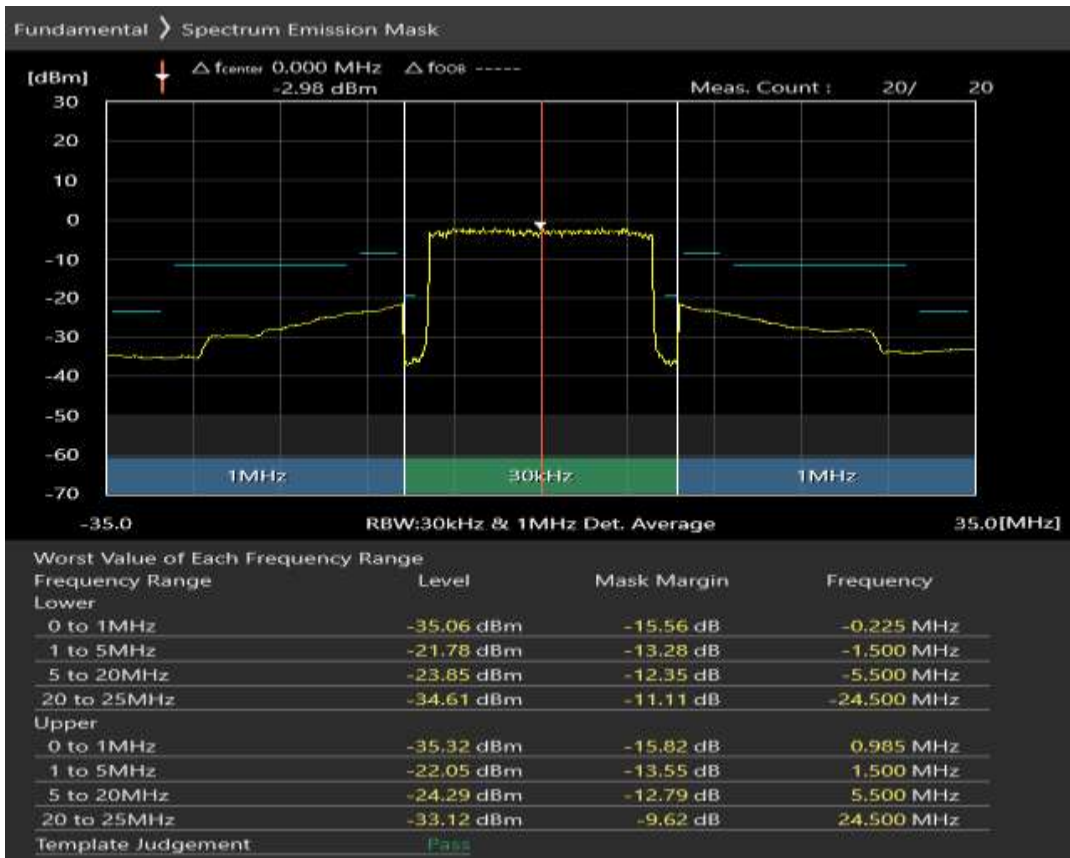 Fundamental ❯ Spectrum Emission Mask
[dBm] △ fcenter 0.000 MHz △ fOOB -----
-2.98 dBm Meas. Count : 20/ 20
30
20
10
0
-10
-20
-30
-40
-50
-60
-70
1MHz 30kHz 1MHz
-35.0 RBW:30kHz & 1MHz Det. Average 35.0[MHz]
Worst Value of Each Frequency Range
Frequency Range Level Mask Margin Frequency
Lower
0 to 1MHz -35.06 dBm -15.56 dB -0.225 MHz
1 to 5MHz -21.78 dBm -13.28 dB -1.500 MHz
5 to 20MHz -23.85 dBm -12.35 dB -5.500 MHz
20 to 25MHz -34.61 dBm -11.11 dB -24.500 MHz
Upper
0 to 1MHz -35.32 dBm -15.82 dB 0.985 MHz
1 to 5MHz -22.05 dBm -13.55 dB 1.500 MHz
5 to 20MHz -24.29 dBm -12.79 dB 5.500 MHz
20 to 25MHz -33.12 dBm -9.62 dB 24.500 MHz
Template Judgement Pass